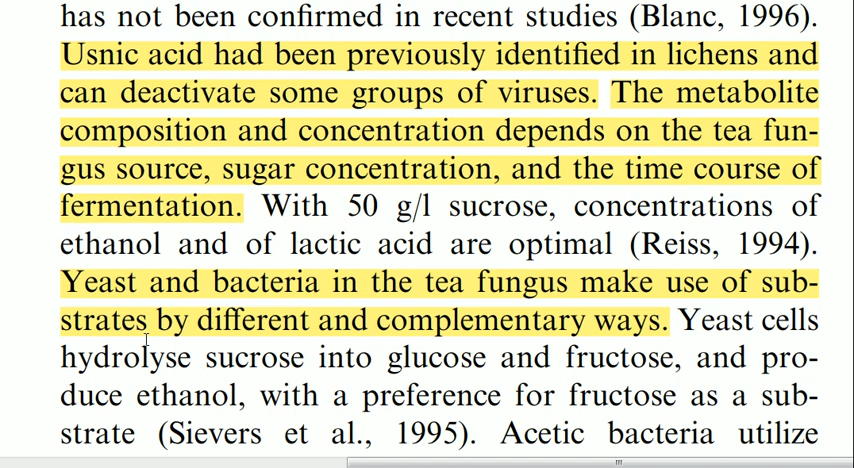 has not been confirmed in recent studies (Blanc, 1996).
Usnic acid had been previously identified in lichens and
can deactivate some groups of viruses. The metabolite
composition and concentration depends on the tea fun-
gus source, sugar concentration, and the time course of
fermentation. With 50 g/l sucrose, concentrations of
ethanol and of lactic acid are optimal (Reiss, 1994).
Yeast and bacteria in the tea fungus make use of sub-
strates by different and complementary ways. Yeast cells
hydrolyse sucrose into glucose and fructose, and pro-
duce ethanol, with a preference for fructose as a sub-
strate (Sievers et al., 1995). Acetic bacteria utilize